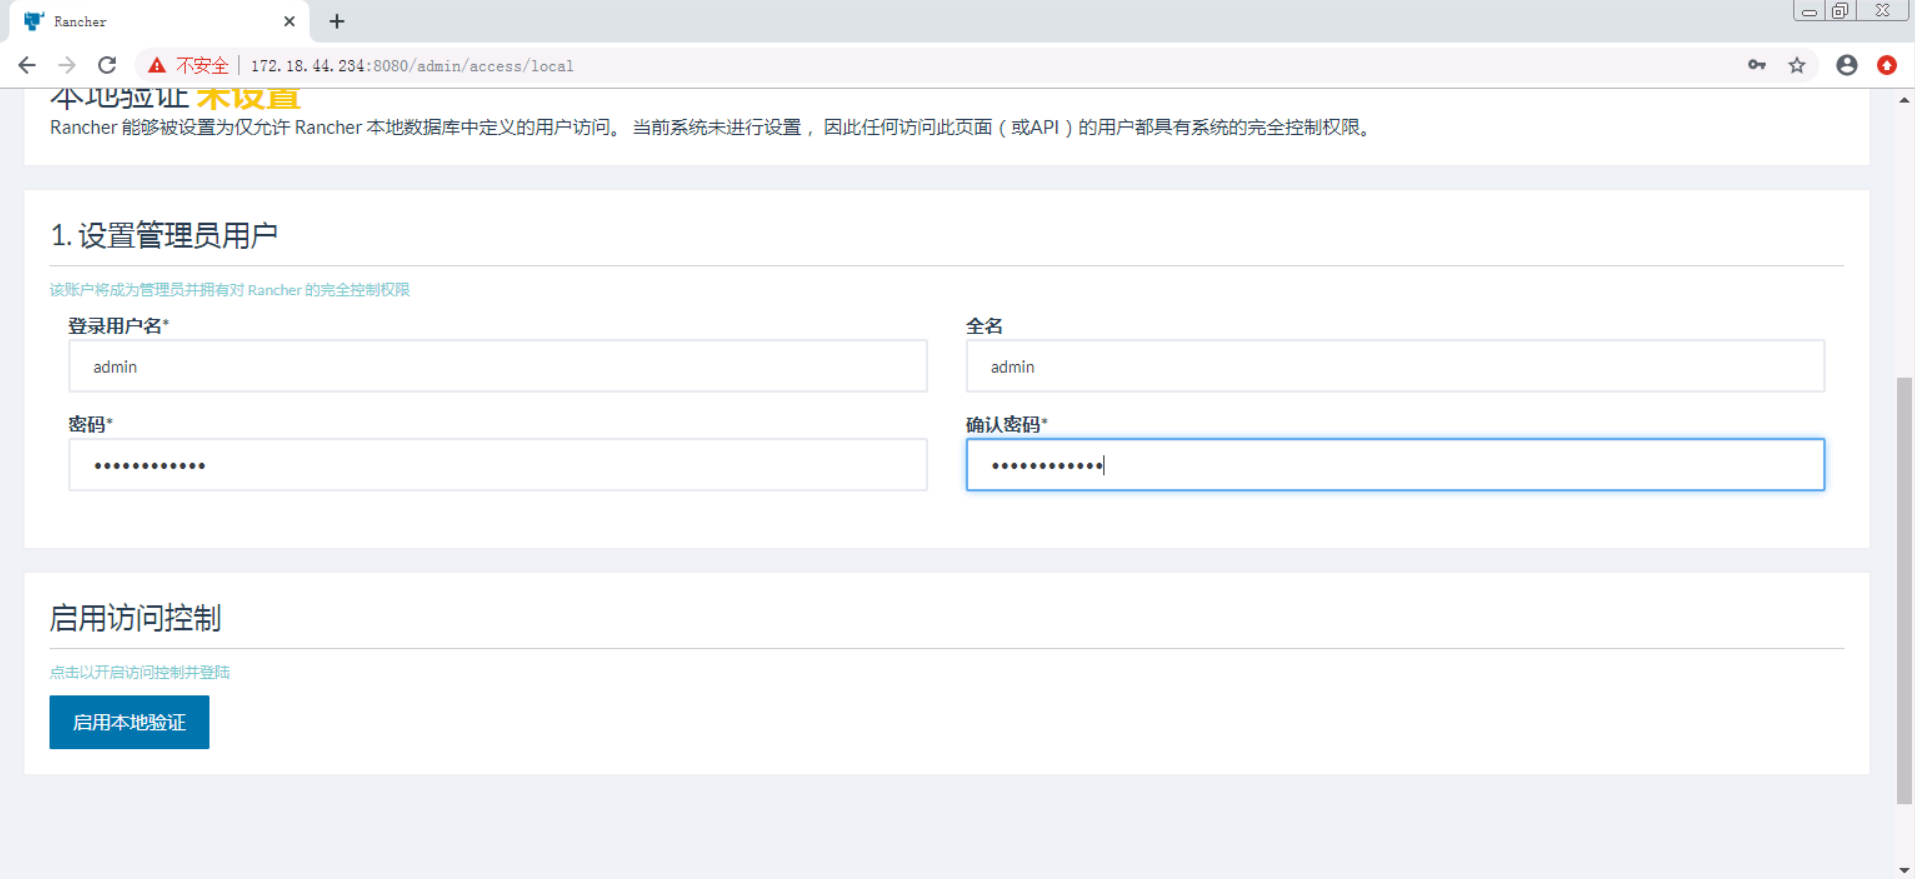 Rancher
不安全 172.18.44.234:8080/admin/access/local
本地验证 未设置
Rancher 能够被设置为仅允许 Rancher 本地数据库中定义的用户访问。 当前系统未进行设置，因此任何访问此页面（或API）的用户都具有系统的完全控制权限。
1. 设置管理员用户
该账户将成为管理员并拥有对 Rancher 的完全控制权限
登录用户名* 全名
admin admin
密码* 确认密码*
•••••••••••• ••••••••••••
启用访问控制
点击以开启访问控制并登陆
启用本地验证